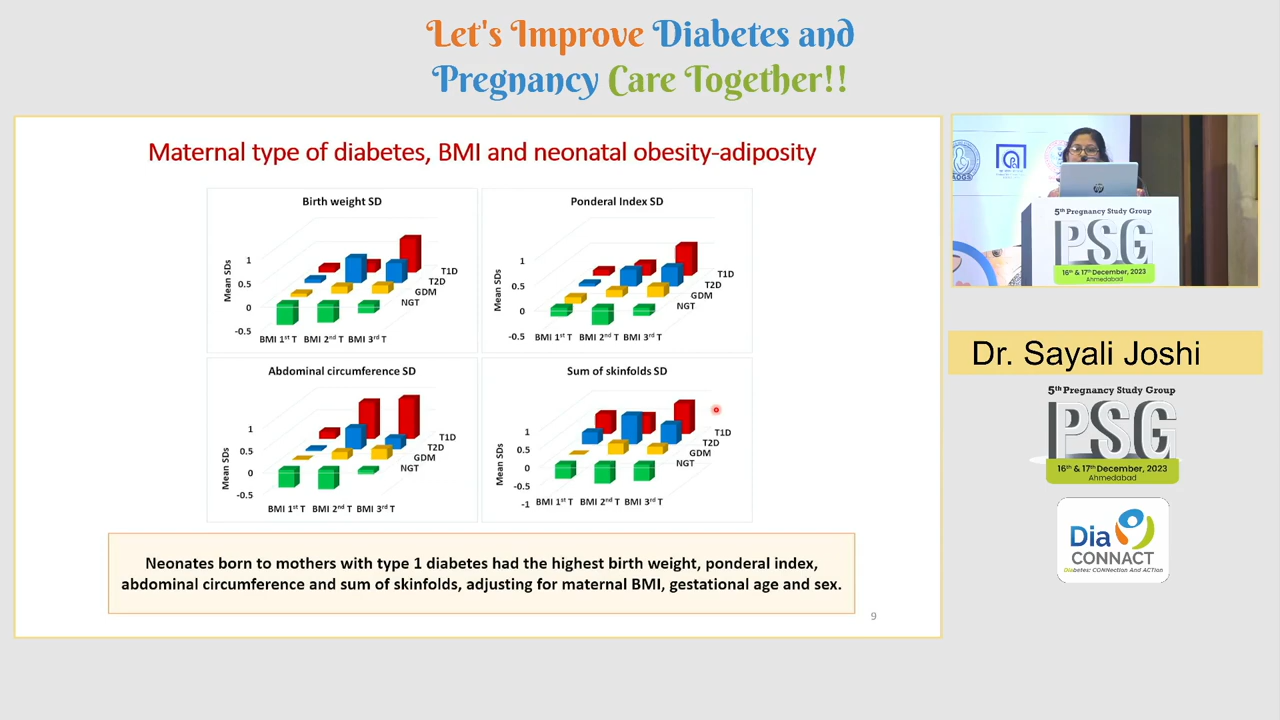 Let's Improve Diabetes and
Pregnancy Care Together!!
Maternal type of diabetes, BMI and neonatal obesity-adiposity
Birth weight SD
Mean SDs
1
0.5
0
-0.5
T1D
T2D
GDM
NGT
BMI 1st T BMI 2nd T BMI 3rd T
Ponderal Index SD
Mean SDs
1
0.5
0
-0.5
T1D
T2D
GDM
NGT
BMI 1st T BMI 2nd T BMI 3rd T
Abdominal circumference SD
Mean SDs
1
0.5
0
-0.5
T1D
T2D
GDM
NGT
BMI 1st T BMI 2nd T BMI 3rd T
Sum of skinfolds SD
Mean SDs
1
0.5
0
-0.5
-1
T1D
T2D
GDM
NGT
BMI 1st T BMI 2nd T BMI 3rd T
Neonates born to mothers with type 1 diabetes had the highest birth weight, ponderal index,
abdominal circumference and sum of skinfolds, adjusting for maternal BMI, gestational age and sex.
9
hp
5th Pregnancy Study Group
PSG
16th & 17th December, 2023
Ahmedabad
Dr. Sayali Joshi
5th Pregnancy Study Group
PSG
16th & 17th December, 2023
Ahmedabad
Dia
CONNACT
Diabetes: CONNection And ACTion